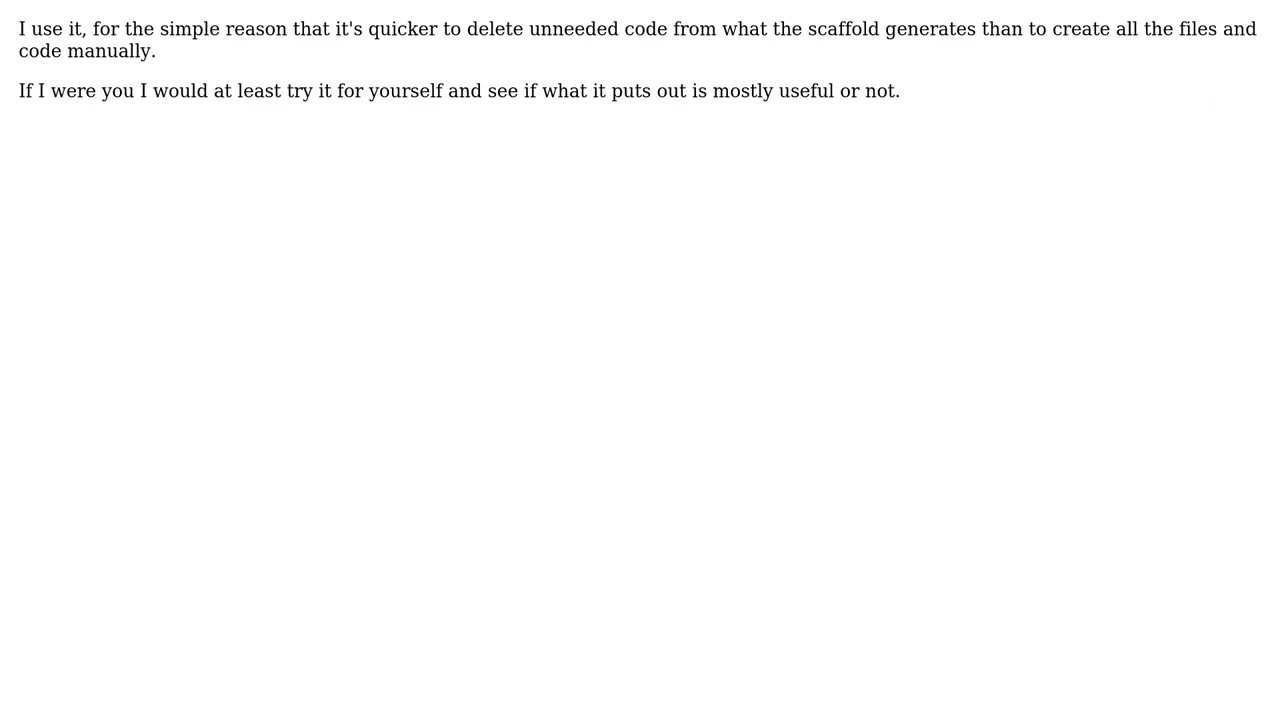 I use it, for the simple reason that it's quicker to delete unneeded code from what the scaffold generates than to create all the files and
code manually.
If I were you I would at least try it for yourself and see if what it puts out is mostly useful or not.